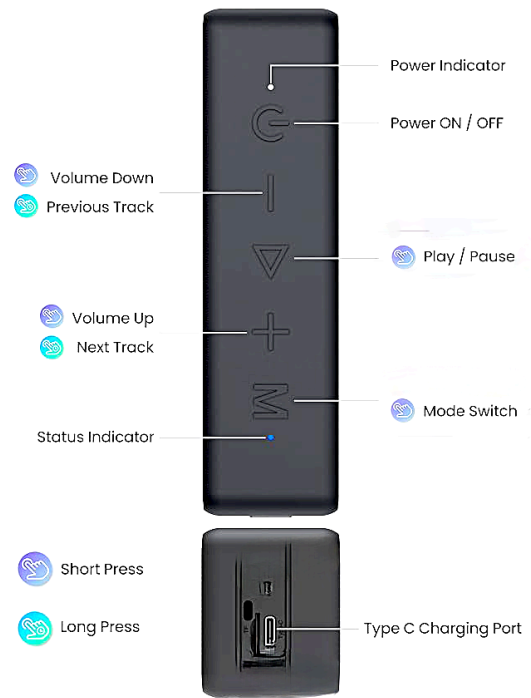 Power Indicator
Power ON / OFF
Volume Down
Previous Track
Play / Pause
Volume Up
Next Track
M
Mode Switch
Status Indicator
Short Press
Long Press
Type C Charging Port